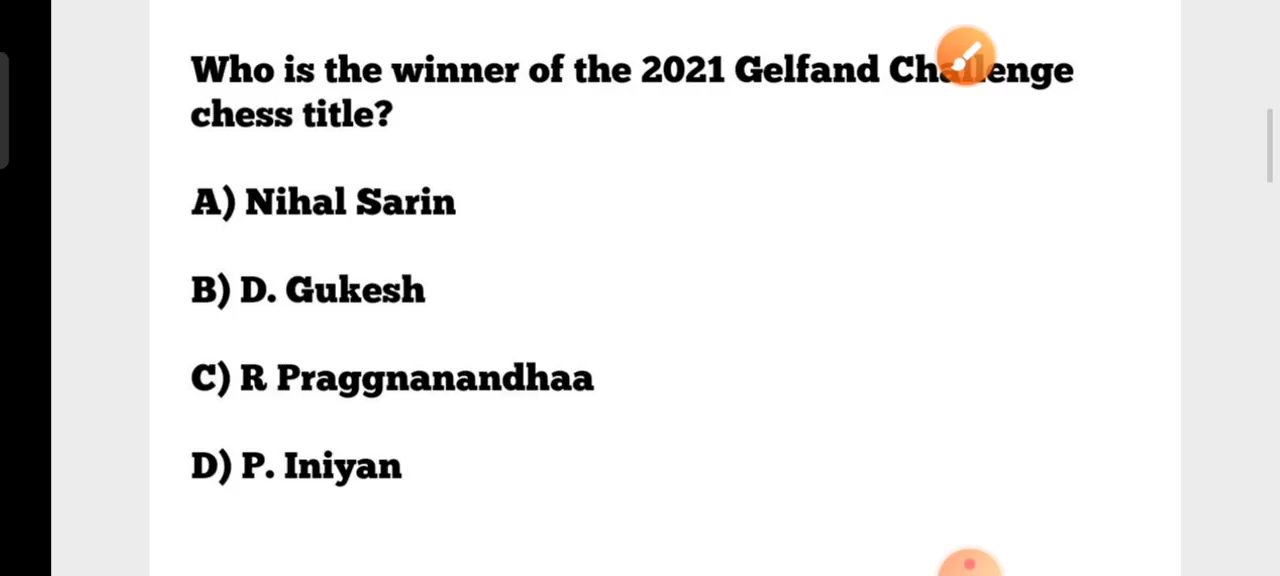 Who is the winner of the 2021 Gelfand Challenge
chess title?
A) Nihal Sarin
B) D. Gukesh
C) R Praggnanandhaa
D) P. Iniyan